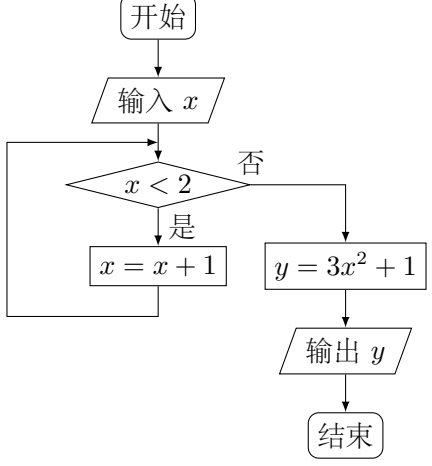 开始
输入 x
x < 2
否
是
x = x + 1
y = 3x² + 1
输出 y
结束